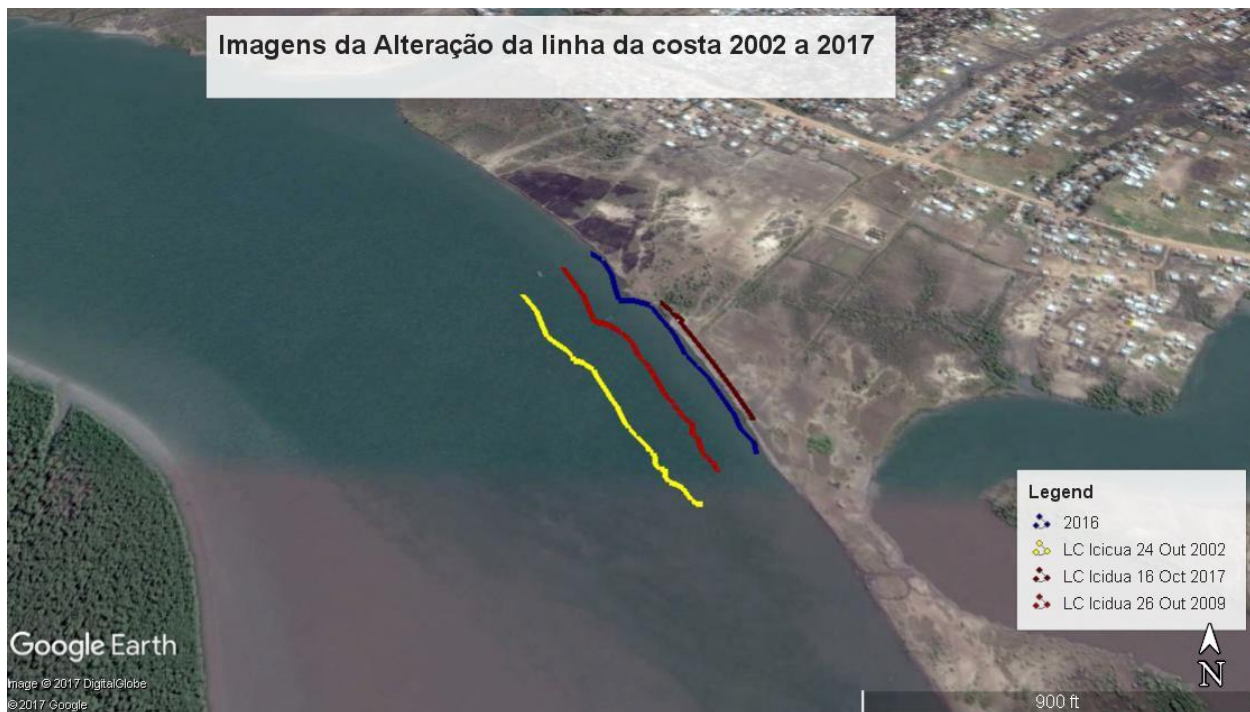 Imagens da Alteração da linha da costa 2002 a 2017
Legend
2016
LC Icicua 24 Out 2002
LC Icidua 16 Oct 2017
LC Icidua 26 Out 2009
N
Google Earth
Image © 2017 DigitalGlobe
© 2017 Google
900 ft